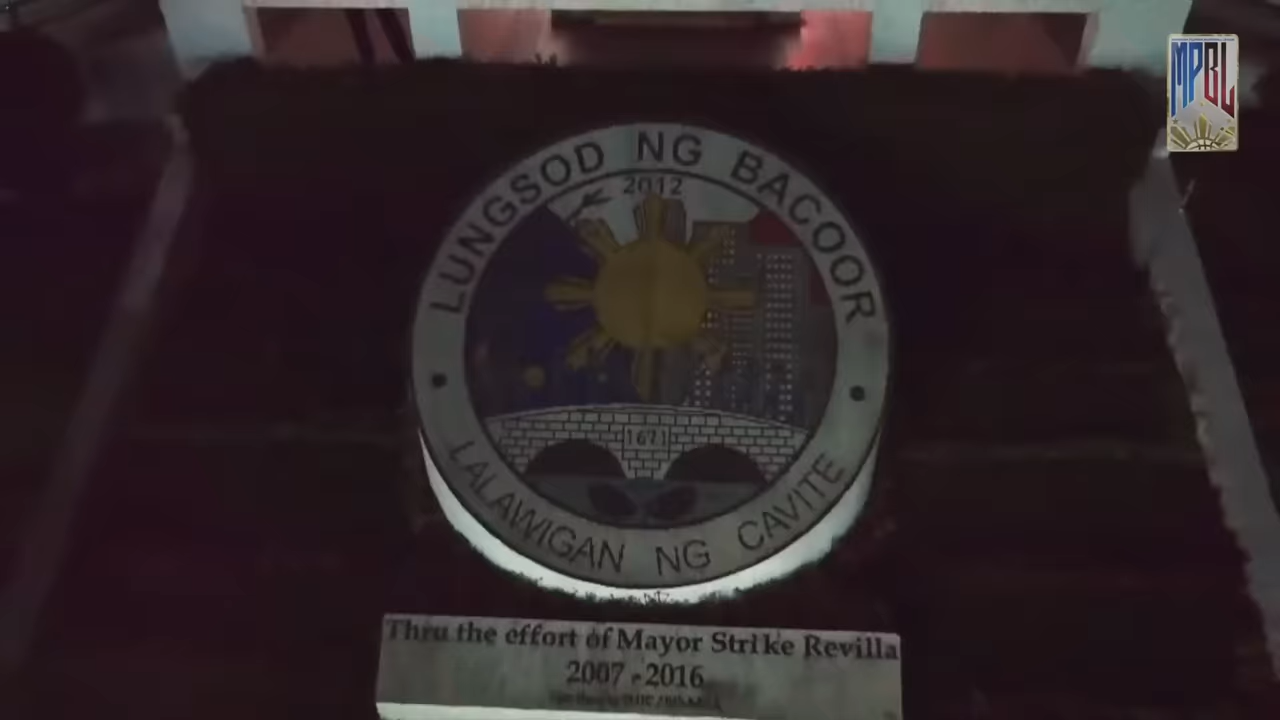 MPBL
LUNGSOD NG BACOOR
2012
1671
LALAWIGAN NG CAVITE
Thru the effort of Mayor Strike Revilla
2007 - 2016